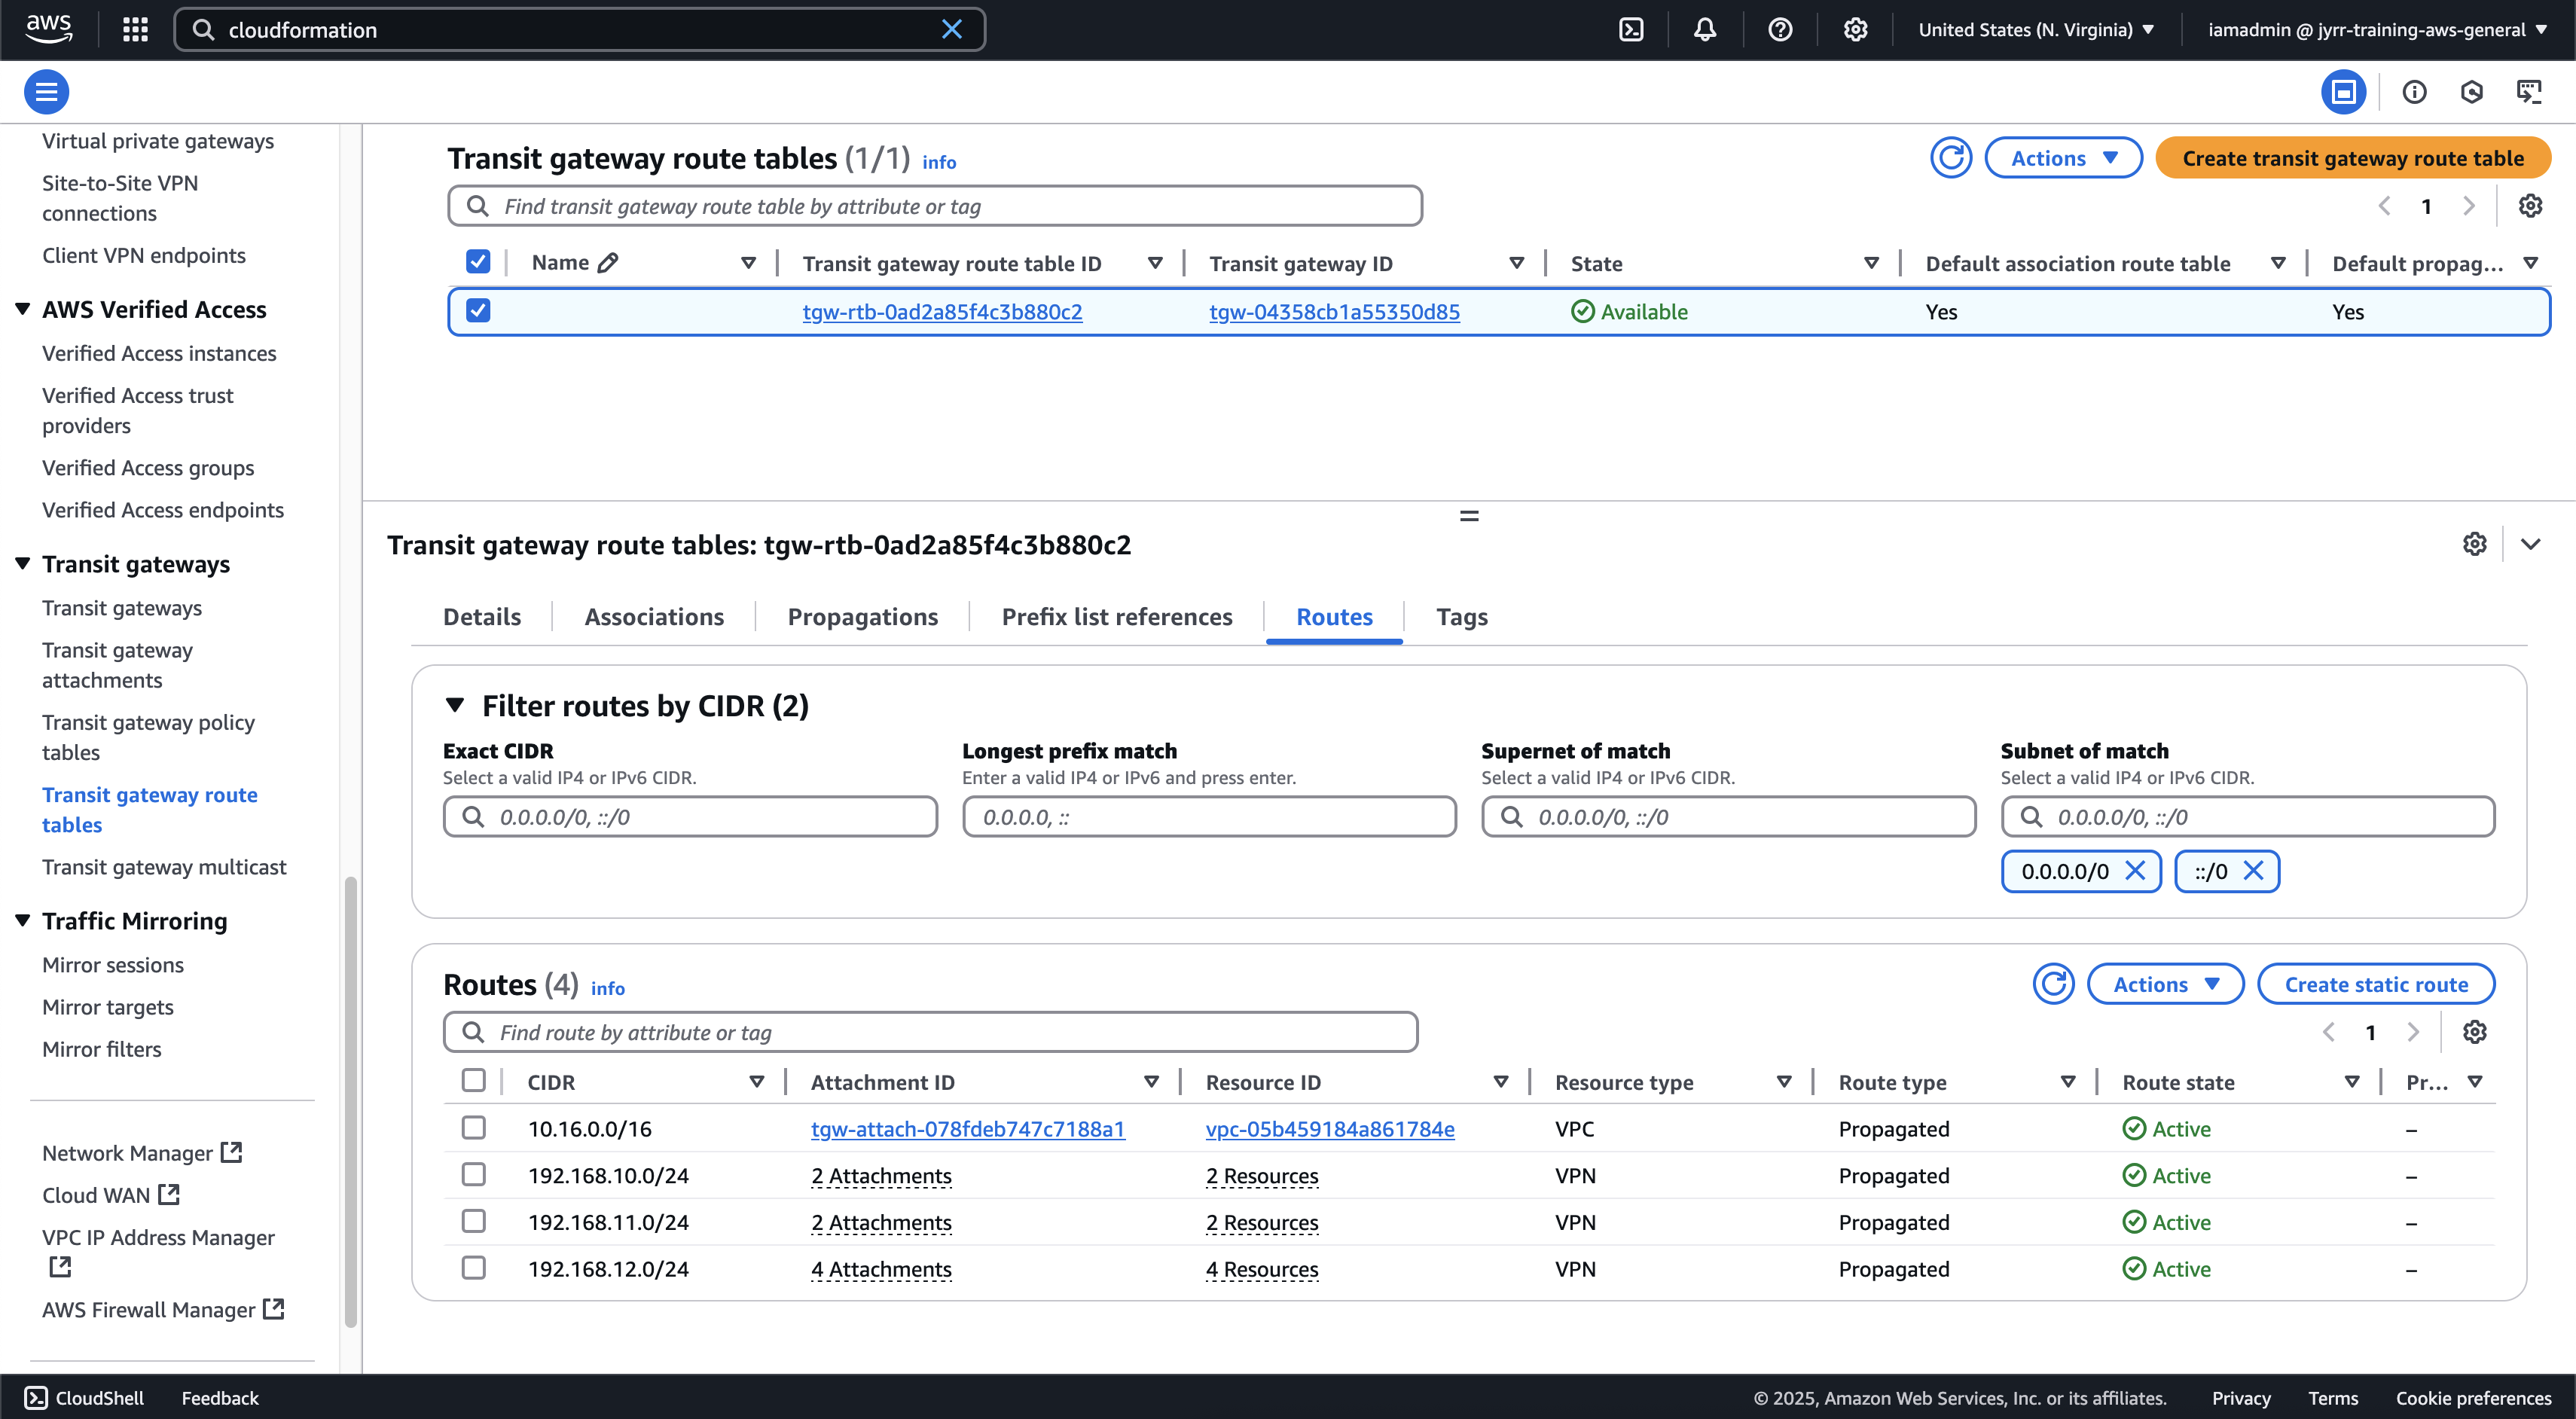 aws
cloudformation
United States (N. Virginia)
iamadmin @ jyrr-training-aws-general
Virtual private gateways
Site-to-Site VPN
connections
Client VPN endpoints
AWS Verified Access
Verified Access instances
Verified Access trust
providers
Verified Access groups
Verified Access endpoints
Transit gateways
Transit gateways
Transit gateway
attachments
Transit gateway policy
tables
Transit gateway route
tables
Transit gateway multicast
Traffic Mirroring
Mirror sessions
Mirror targets
Mirror filters
Network Manager
Cloud WAN
VPC IP Address Manager
AWS Firewall Manager
Transit gateway route tables (1/1) info
Actions
Create transit gateway route table
Find transit gateway route table by attribute or tag
1
Name Transit gateway route table ID Transit gateway ID State Default association route table Default propag...
tgw-rtb-0ad2a85f4c3b880c2 tgw-04358cb1a55350d85 Available Yes Yes
Transit gateway route tables: tgw-rtb-0ad2a85f4c3b880c2
Details Associations Propagations Prefix list references Routes Tags
Filter routes by CIDR (2)
Exact CIDR Longest prefix match Supernet of match Subnet of match
Select a valid IP4 or IPv6 CIDR. Enter a valid IP4 or IPv6 and press enter. Select a valid IP4 or IPv6 CIDR. Select a valid IP4 or IPv6 CIDR.
0.0.0.0/0, ::/0 0.0.0.0, :: 0.0.0.0/0, ::/0 0.0.0.0/0, ::/0
0.0.0.0/0 ::/0
Routes (4) info
Actions
Create static route
Find route by attribute or tag
1
CIDR Attachment ID Resource ID Resource type Route type Route state Pr...
10.16.0.0/16 tgw-attach-078fdeb747c7188a1 vpc-05b459184a861784e VPC Propagated Active –
192.168.10.0/24 2 Attachments 2 Resources VPN Propagated Active –
192.168.11.0/24 2 Attachments 2 Resources VPN Propagated Active –
192.168.12.0/24 4 Attachments 4 Resources VPN Propagated Active –
CloudShell Feedback © 2025, Amazon Web Services, Inc. or its affiliates. Privacy Terms Cookie preferences